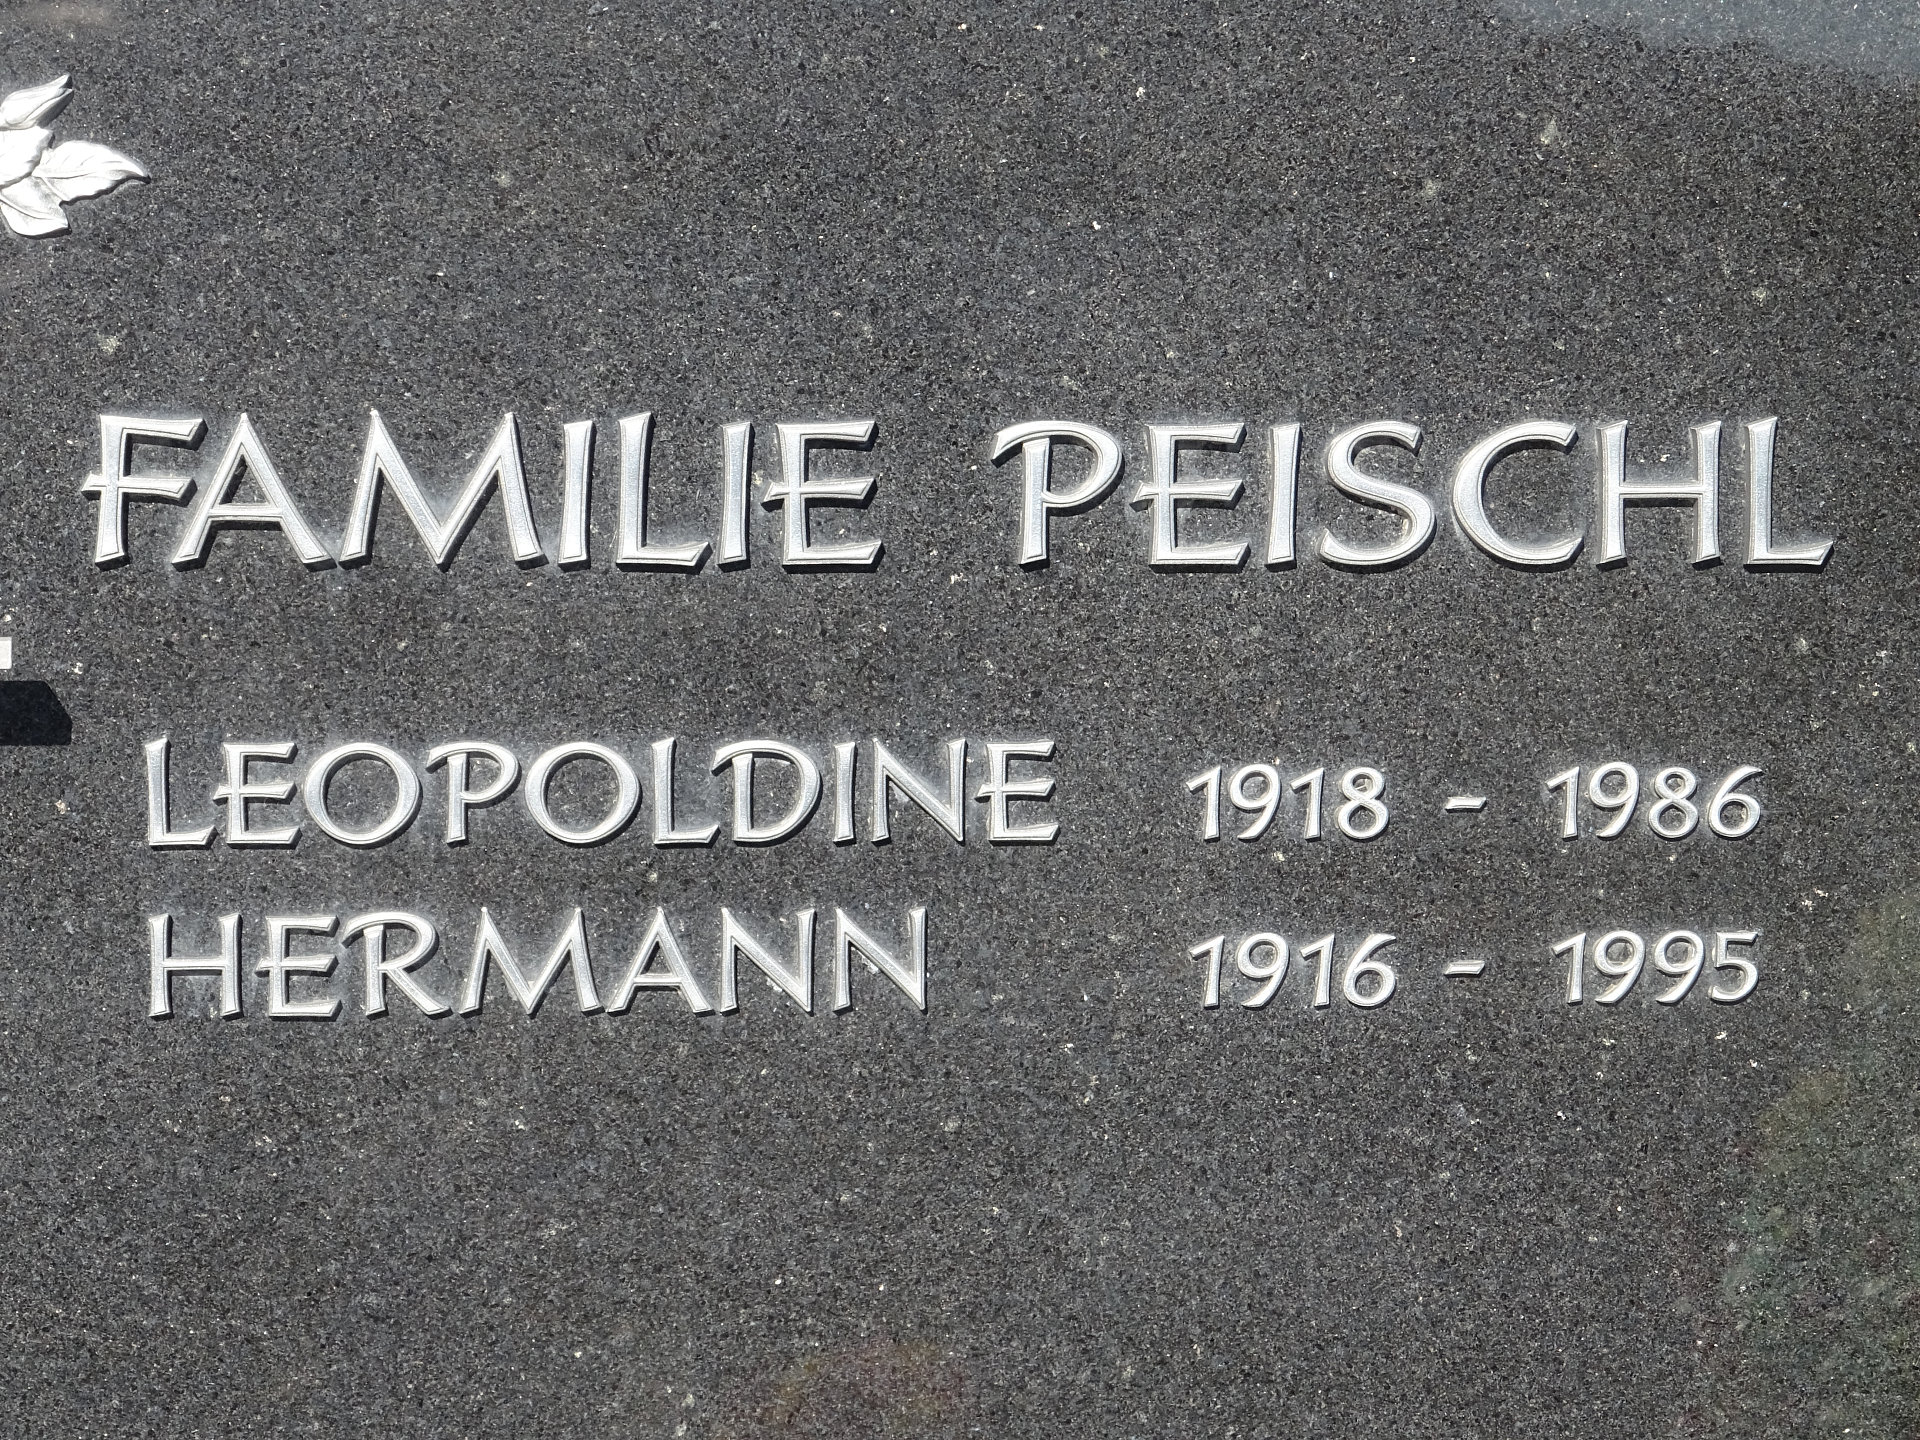 FAMILIE PEISCHL
LEOPOLDINE 1918 - 1986
HERMANN 1916 - 1995